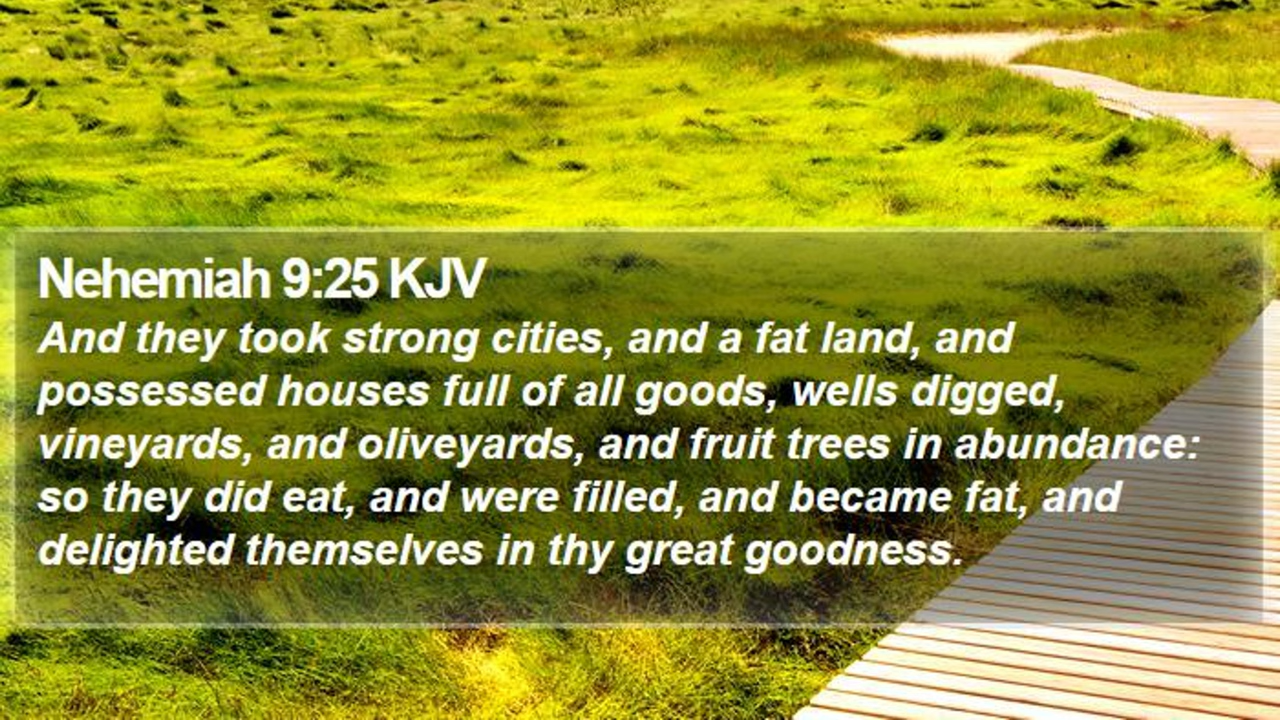 Nehemiah 9:25 KJV
And they took strong cities, and a fat land, and
possessed houses full of all goods, wells digged,
vineyards, and oliveyards, and fruit trees in abundance:
so they did eat, and were filled, and became fat, and
delighted themselves in thy great goodness.